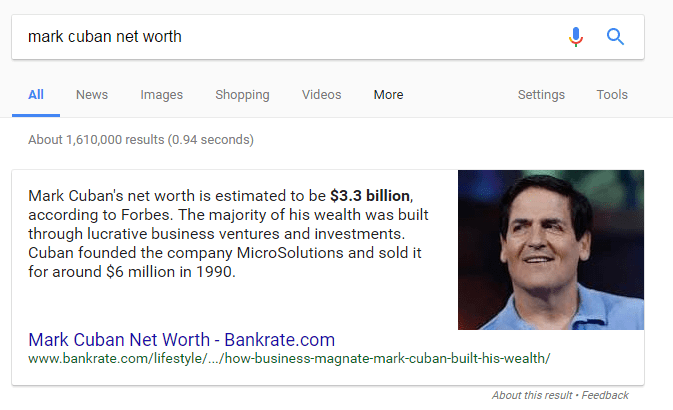 mark cuban net worth
All News Images Shopping Videos More Settings Tools
About 1,610,000 results (0.94 seconds)
Mark Cuban's net worth is estimated to be $3.3 billion,
according to Forbes. The majority of his wealth was built
through lucrative business ventures and investments.
Cuban founded the company MicroSolutions and sold it
for around $6 million in 1990.
Mark Cuban Net Worth - Bankrate.com
www.bankrate.com/lifestyle/.../how-business-magnate-mark-cuban-built-his-wealth/
About this result • Feedback